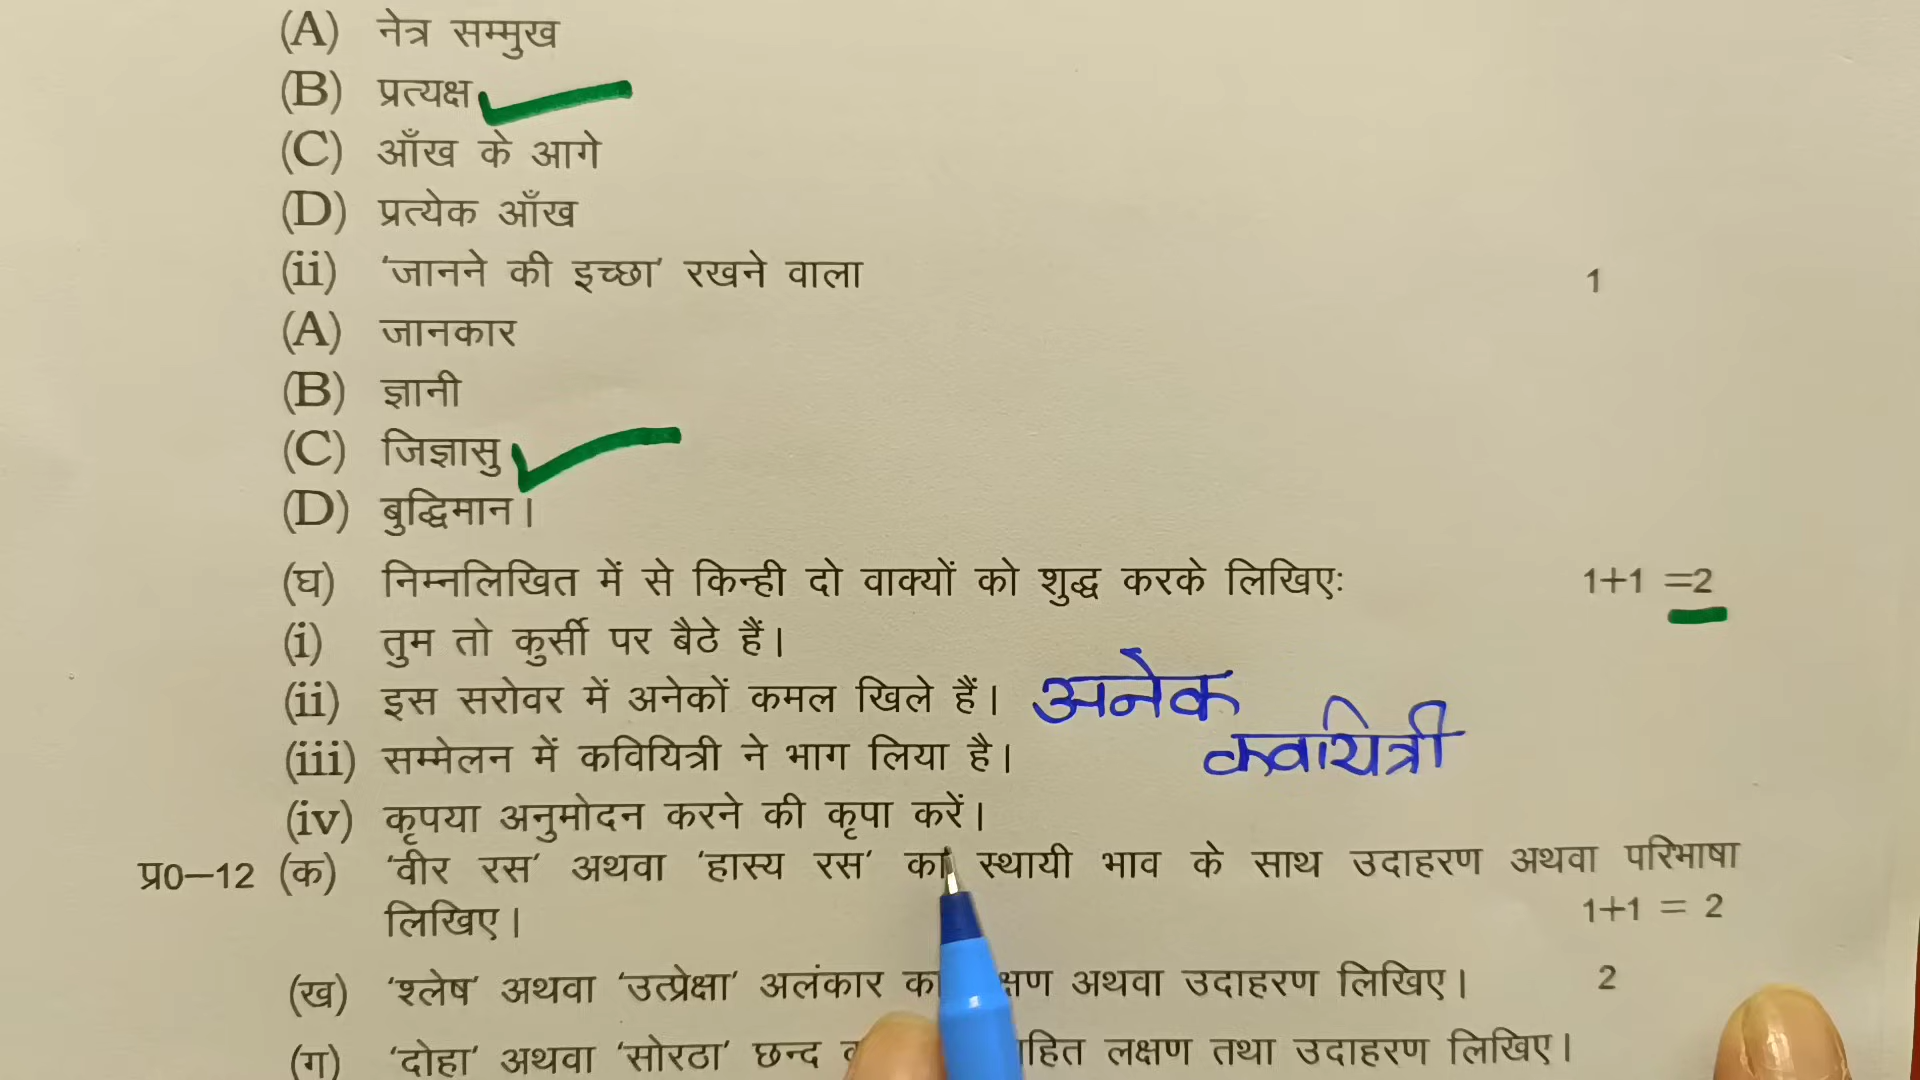 (A) नेत्र सम्मुख
(B) प्रत्यक्ष
(C) आँख के आगे
(D) प्रत्येक आँख
(ii) 'जानने की इच्छा' रखने वाला 1
(A) जानकार
(B) ज्ञानी
(C) जिज्ञासु
(D) बुद्धिमान।
(घ) निम्नलिखित में से किन्ही दो वाक्यों को शुद्ध करके लिखिएः 1+1 =2
(i) तुम तो कुर्सी पर बैठे हैं।
(ii) इस सरोवर में अनेकों कमल खिले हैं। अनेक
(iii) सम्मेलन में कवियित्री ने भाग लिया है। कवयित्री
(iv) कृपया अनुमोदन करने की कृपा करें।
प्र0–12 (क) 'वीर रस' अथवा 'हास्य रस' का स्थायी भाव के साथ उदाहरण अथवा परिभाषा
लिखिए। 1+1 = 2
(ख) 'श्लेष' अथवा 'उत्प्रेक्षा' अलंकार अथवा उदाहरण लिखिए। 2
(ग) 'दोहा' अथवा 'सोरठा' छन्द लक्षण तथा उदाहरण लिखिए।